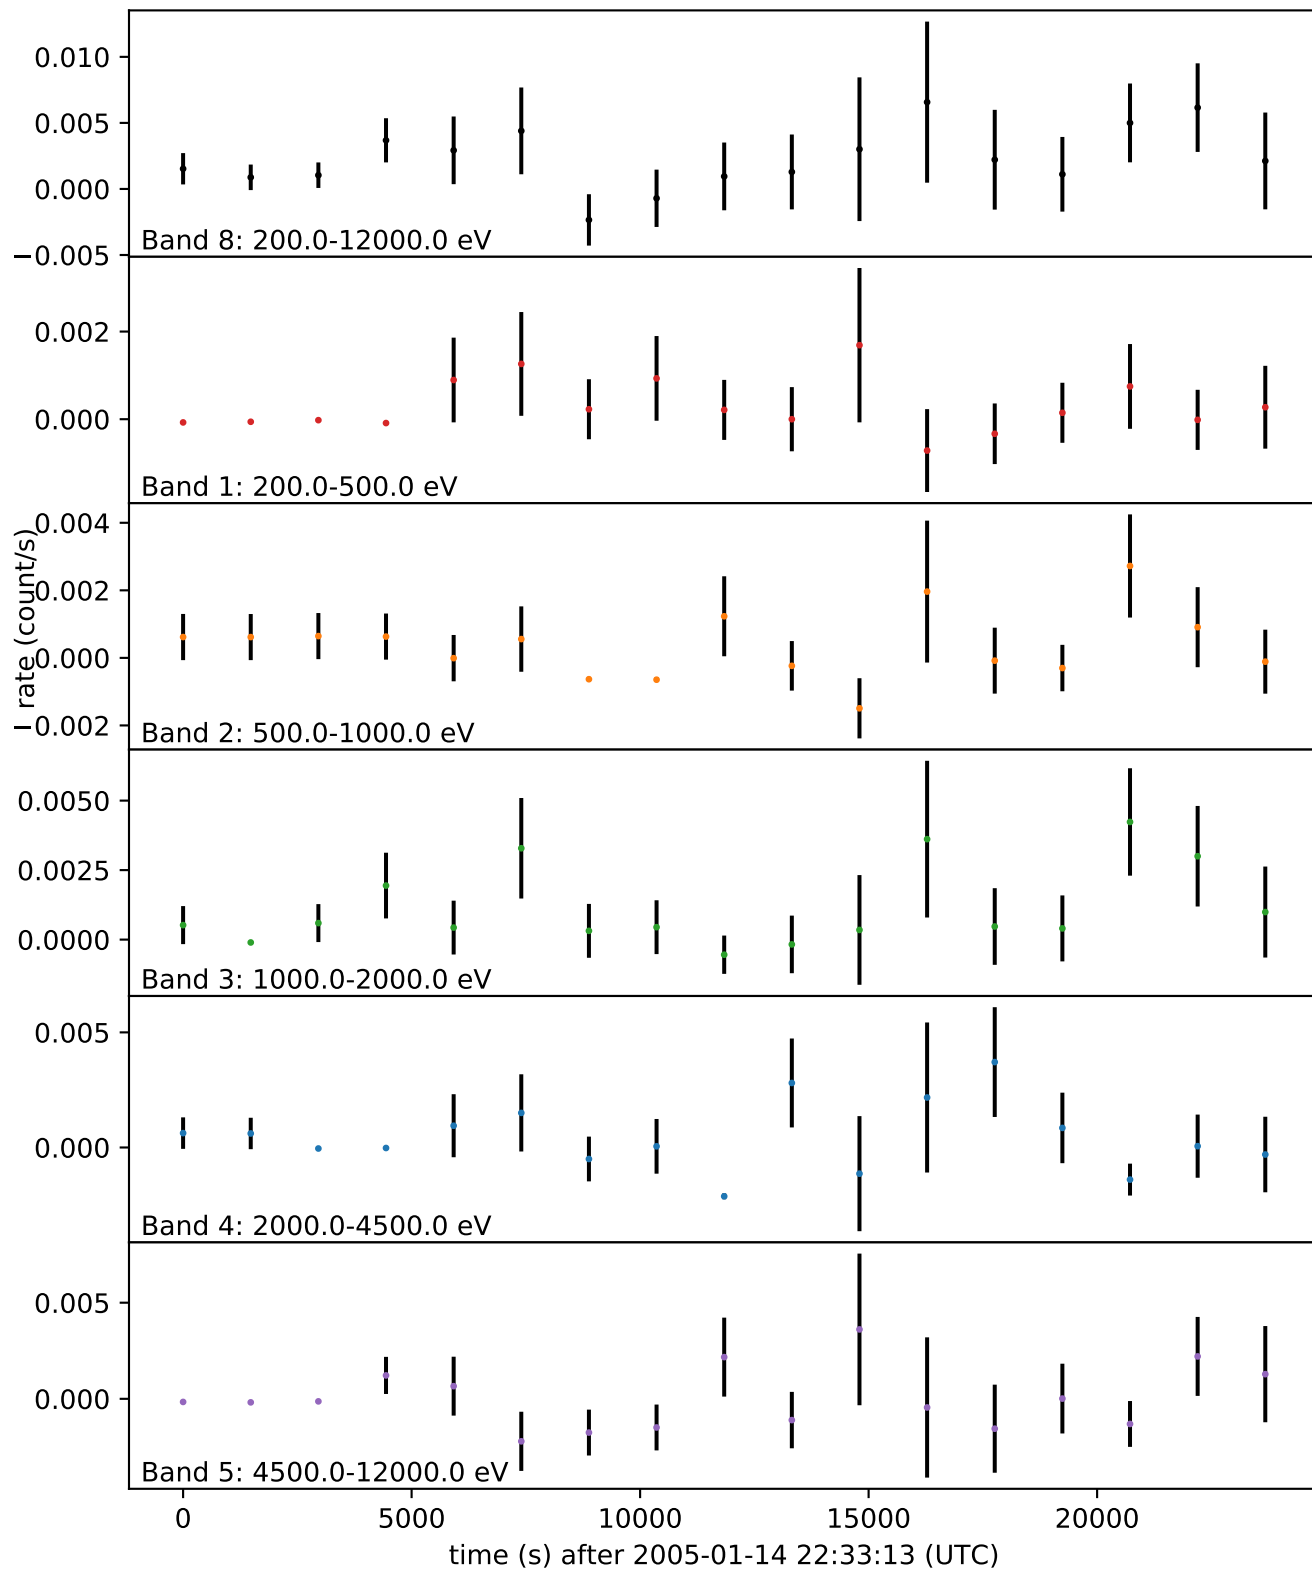 0.010
0.005
0.000
−0.005
Band 8: 200.0-12000.0 eV
0.002
0.000
Band 1: 200.0-500.0 eV
rate (count/s)
0.004
0.002
0.000
−0.002
Band 2: 500.0-1000.0 eV
0.0050
0.0025
0.0000
Band 3: 1000.0-2000.0 eV
0.005
0.000
Band 4: 2000.0-4500.0 eV
0.005
0.000
Band 5: 4500.0-12000.0 eV
0 5000 10000 15000 20000
time (s) after 2005-01-14 22:33:13 (UTC)